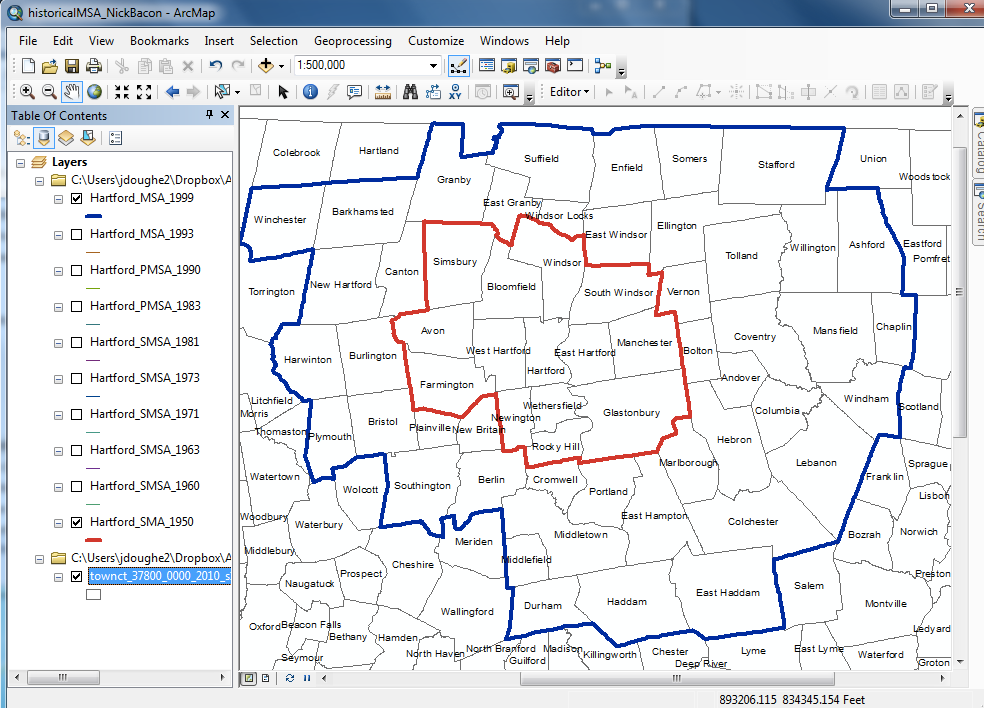 historicalMSA_NickBacon - ArcMap
File Edit View Bookmarks Insert Selection Geoprocessing Customize Windows Help
1:500,000
Editor
Table Of Contents
Layers
C:\Users\jdoughe2\Dropbox\A
Hartford_MSA_1999
Hartford_MSA_1993
Hartford_PMSA_1990
Hartford_PMSA_1983
Hartford_SMSA_1981
Hartford_SMSA_1973
Hartford_SMSA_1971
Hartford_SMSA_1963
Hartford_SMSA_1960
Hartford_SMA_1950
C:\Users\jdoughe2\Dropbox\A
townct_37800_0000_2010_s
Colebrook
Hartland
Suffield
Enfield
Somers
Stafford
Union
Woodstock
Granby
East Granby
Windsor Locks
Winchester
Barkhamsted
East Windsor
Ellington
Tolland
Willington
Ashford
Eastford
Pomfret
Simsbury
Windsor
Canton
Torrington
New Hartford
Bloomfield
South Windsor
Vernon
Avon
Manchester
Mansfield
Chaplin
Coventry
Harwinton
Burlington
West Hartford
East Hartford
Bolton
Hartford
Andover
Farmington
Windham
Scotland
Litchfield
Morris
Wethersfield
Glastonbury
Columbia
Newington
Thomaston
Plymouth
Bristol
Plainville
New Britain
Hebron
Rocky Hill
Marlborough
Lebanon
Sprague
Franklin
Watertown
Wolcott
Southington
Berlin
Cromwell
Portland
Lisbon
Woodbury
Waterbury
East Hampton
Colchester
Middletown
Bozrah
Norwich
Meriden
Middlebury
Middlefield
Cheshire
Prospect
Naugatuck
Preston
Salem
East Haddam
Haddam
Durham
Wallingford
Montville
Oxford
Beacon Falls
Bethany
Hamden
Ledyard
North Haven
North Branford
Madison
Killingworth
Chester
Lyme
East Lyme
Waterford
Seymour
Guilford
Deep River
Groton
Catalog
Search
893206.115 834345.154 Feet